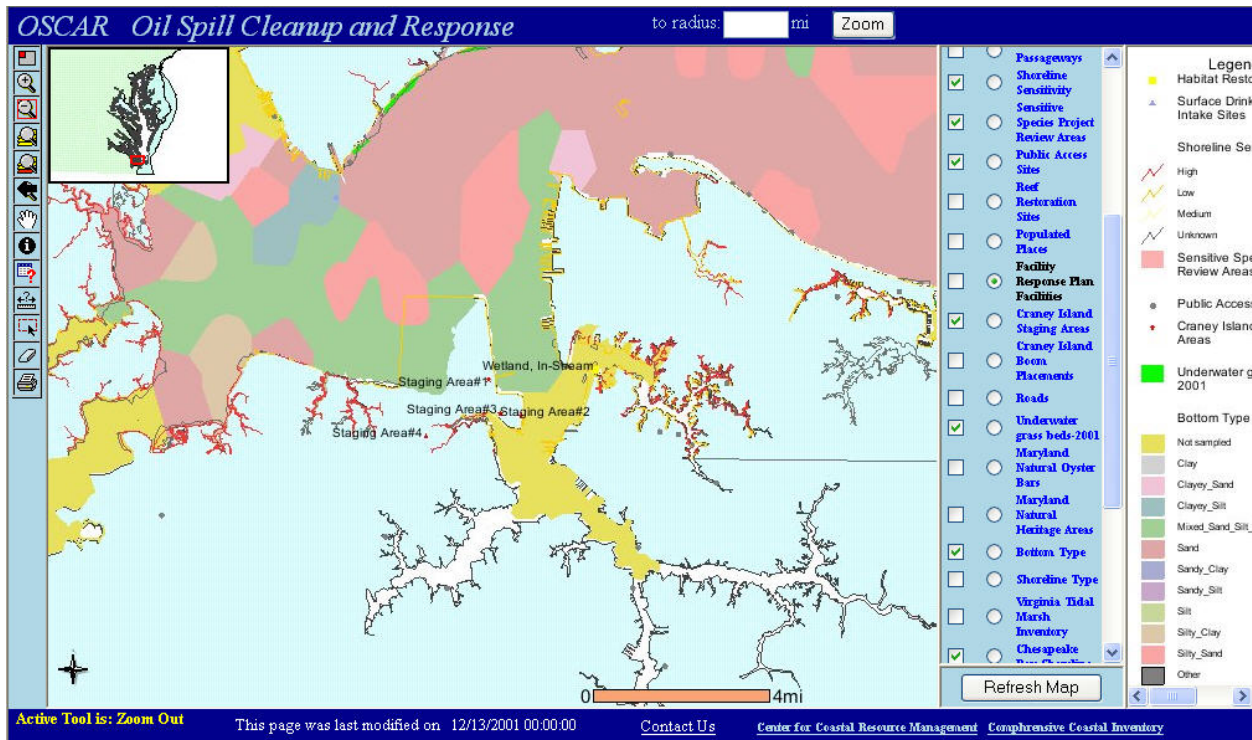 OSCAR Oil Spill Cleanup and Response
to radius: mi Zoom
Passageways
Shoreline
Sensitivity
Sensitive
Species Project
Review Areas
Public Access
Sites
Reef
Restoration
Sites
Populated
Places
Facility
Response Plan
Facilities
Craney Island
Staging Areas
Craney Island
Boom
Placements
Roads
Underwater
grass beds-2001
Maryland
Natural Oyster
Bars
Maryland
Natural
Heritage Areas
Bottom Type
Shoreline Type
Virginia Tidal
Marsh
Inventory
Chesapeake
Refresh Map
Legen
Habitat Resto
Surface Drink
Intake Sites
Shoreline Se
High
Low
Medium
Unknown
Sensitive Spe
Review Areas
Public Access
Craney Island
Areas
Underwater g
2001
Bottom Type
Not sampled
Clay
Clayey_Sand
Clayey_Silt
Mixed_Sand_Silt_
Sand
Sandy_Clay
Sandy_Silt
Silt
Silty_Clay
Silty_Sand
Other
Wetland, In-Stream
Staging Area#1
Staging Area#3 Staging Area#2
Staging Area#4
0 4mi
Active Tool is: Zoom Out
This page was last modified on 12/13/2001 00:00:00
Contact Us
Center for Coastal Resource Management Comphrensive Coastal Inventory